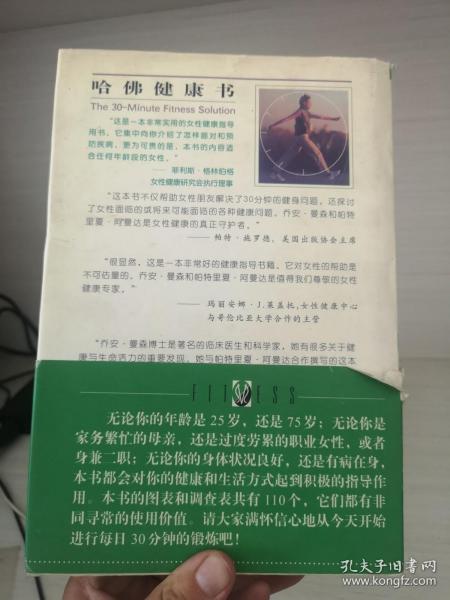 哈佛健康书
The 30-Minute Fitness Solution
“这是一本非常实用的女性健康指导
用书，它集中向你介绍了怎样面对和预
防疾病，更为可贵的是，本书的内容适
合任何年龄段的女性。”
—— 菲利斯·格林伯格
女性健康研究会执行理事
“这本书不仅帮助女性朋友解决了30分钟的健身问题，还探讨
了女性面临的或将来可能面临的各种健康问题。乔安·曼森和帕特
里夏·阿曼达是女性健康的真正守护者。”
—— 帕特·施罗德，美国出版协会主席
“很显然，这是一本非常好的健康指导书籍，它对女性的帮助是
不可估量的。乔安·曼森和帕特里夏·阿曼达是值得我们尊敬的女性
健康专家。”
——玛丽安娜·J.莱盖托，女性健康中心
与哥伦比亚大学合作的主管
“乔安·曼森博士是著名的临床医生和科学家，她有很多关于健
康与生命活力的重要发现。她与帕特里夏·阿曼达合作撰写的这本
FITNESS
无论你的年龄是25岁，还是75岁；无论你是
家务繁忙的母亲，还是过度劳累的职业女性，或者
身兼二职；无论你的身体状况良好，还是有病在身，
本书都会对你的健康和生活方式起到积极的指导作
用。本书的图表和调查表共有110个，它们都有非
同寻常的使用价值。请大家满怀信心地从今天开始
进行每日30分钟的锻炼吧！
孔夫子旧书网
www.kongfz.com